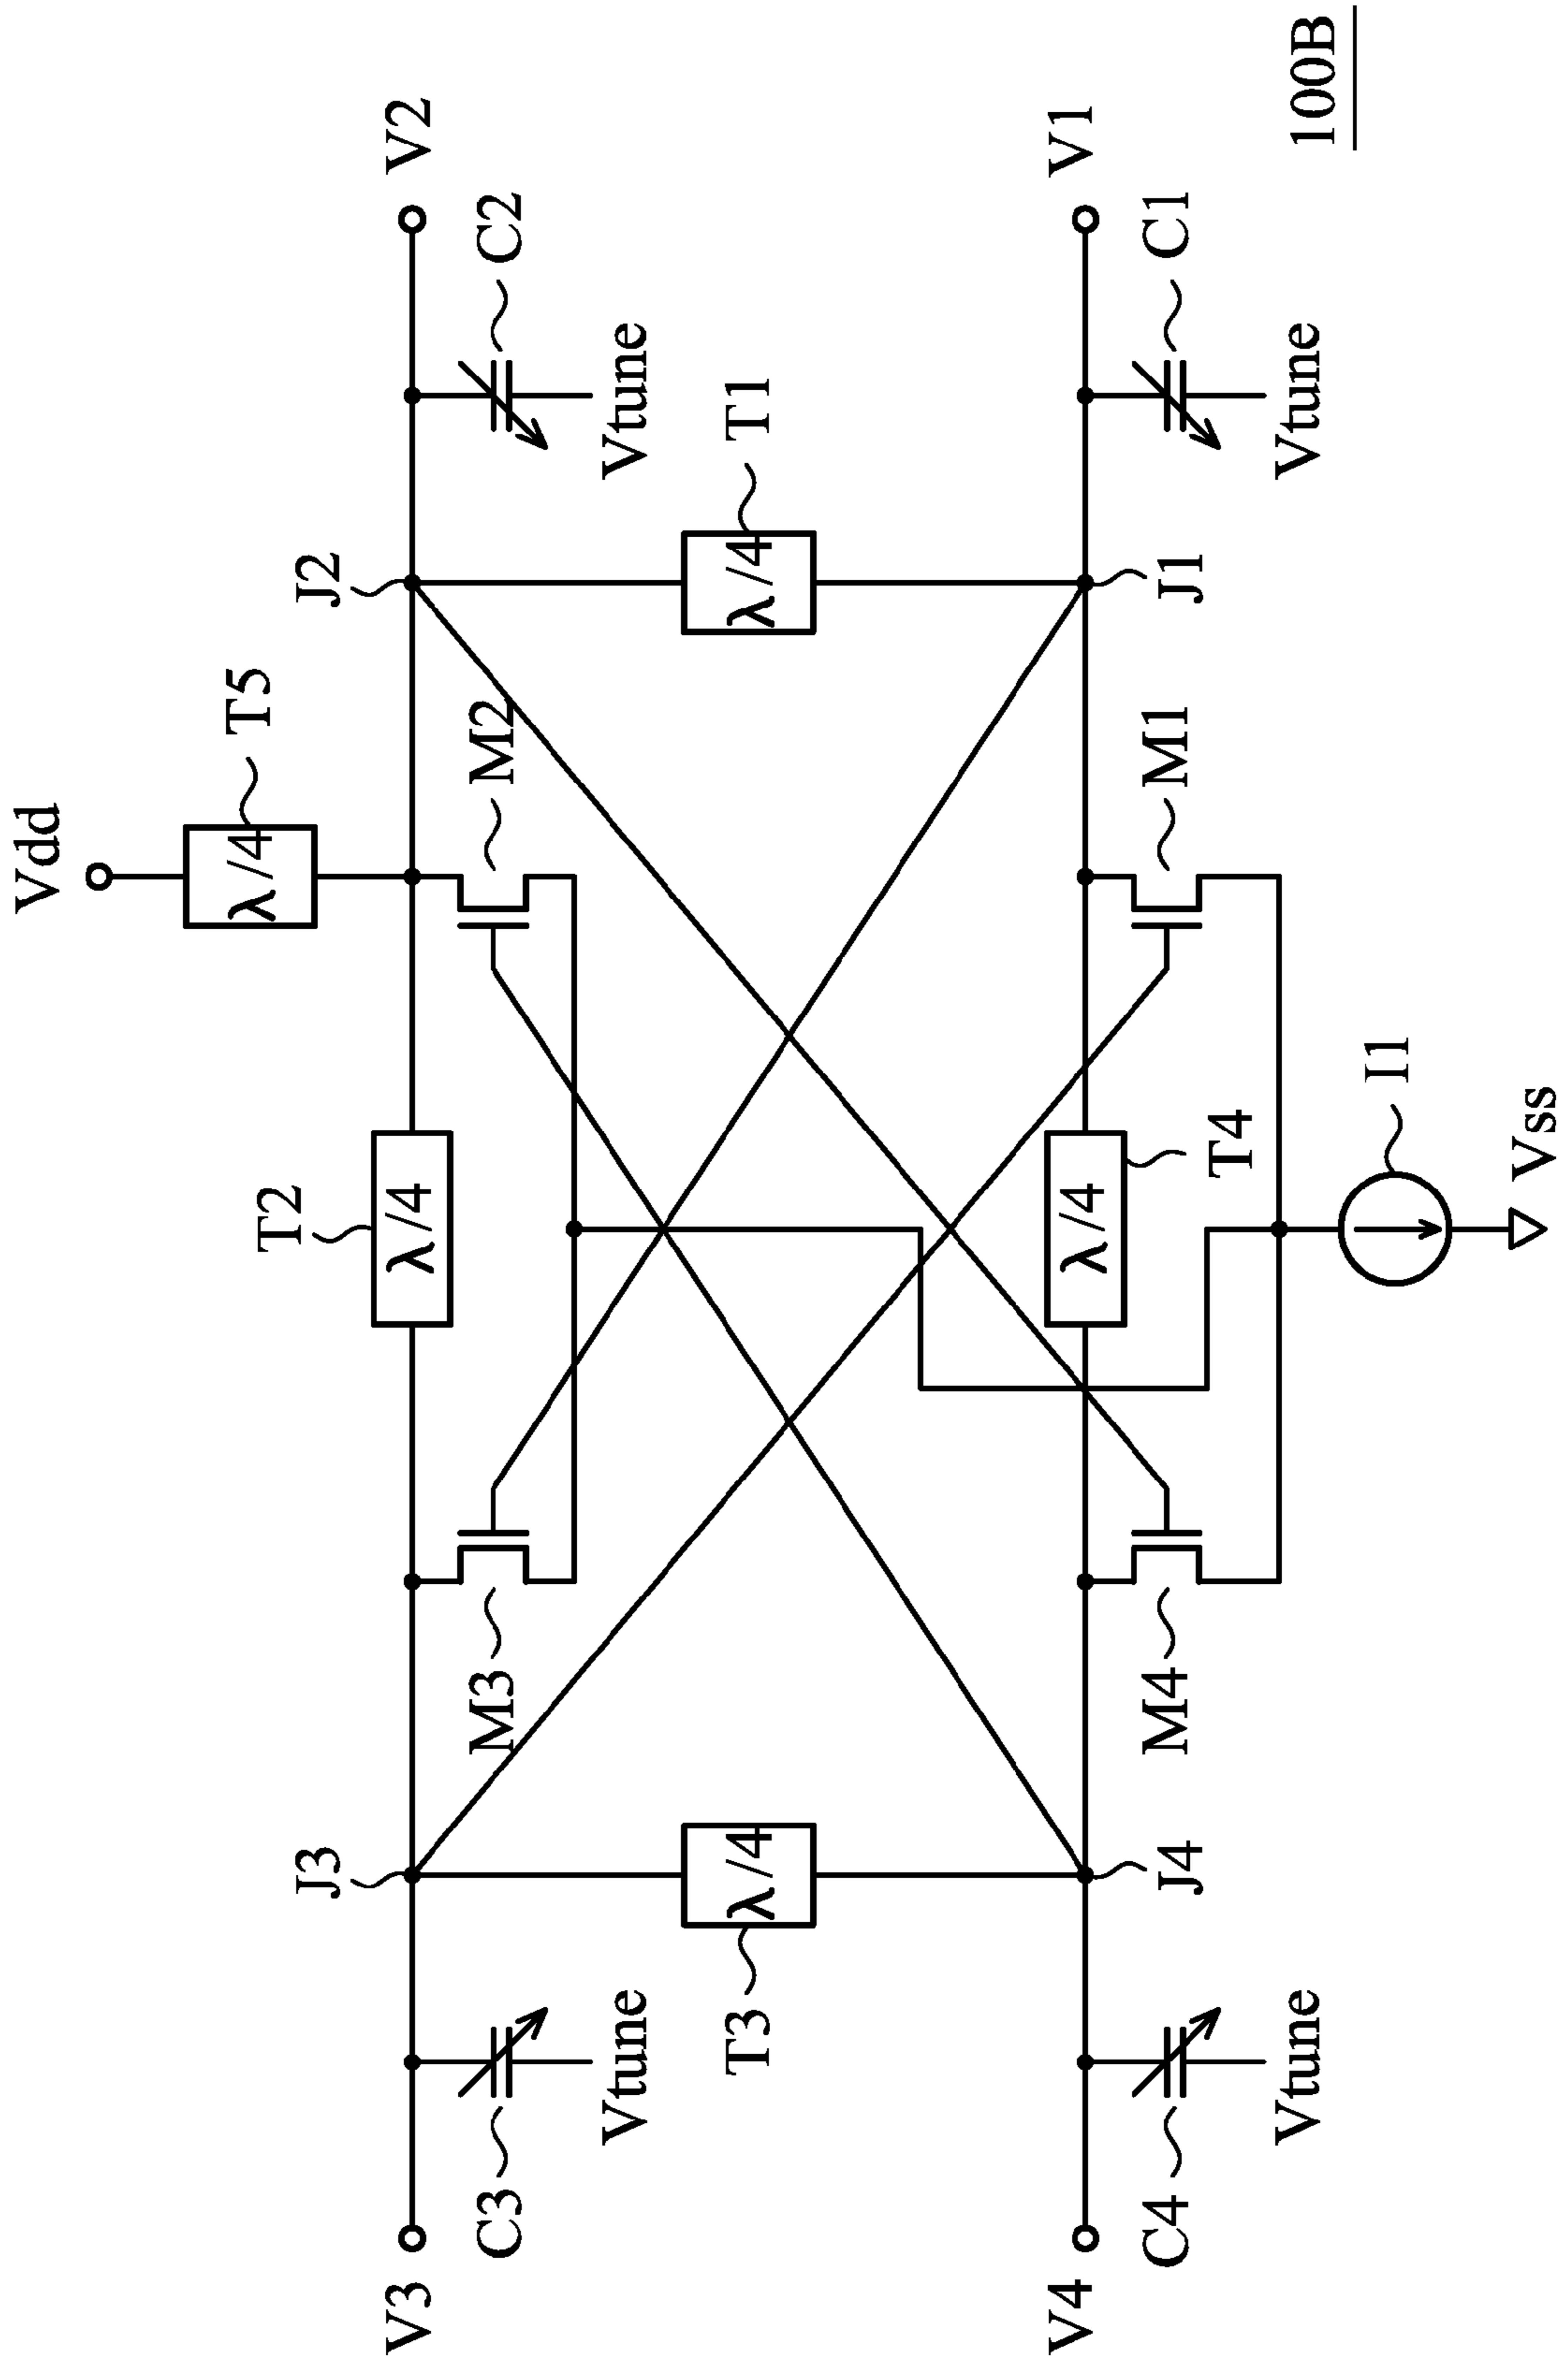 Vdd
λ/4
T5
T2
J3
J2
V3
λ/4
V2
C3
M3
M2
C2
Vtune
Vtune
T3
λ/4
λ/4
T1
V4
λ/4
V1
C4
M4
J4
M1
J1
C1
T4
Vtune
Vtune
100B
I1
Vss